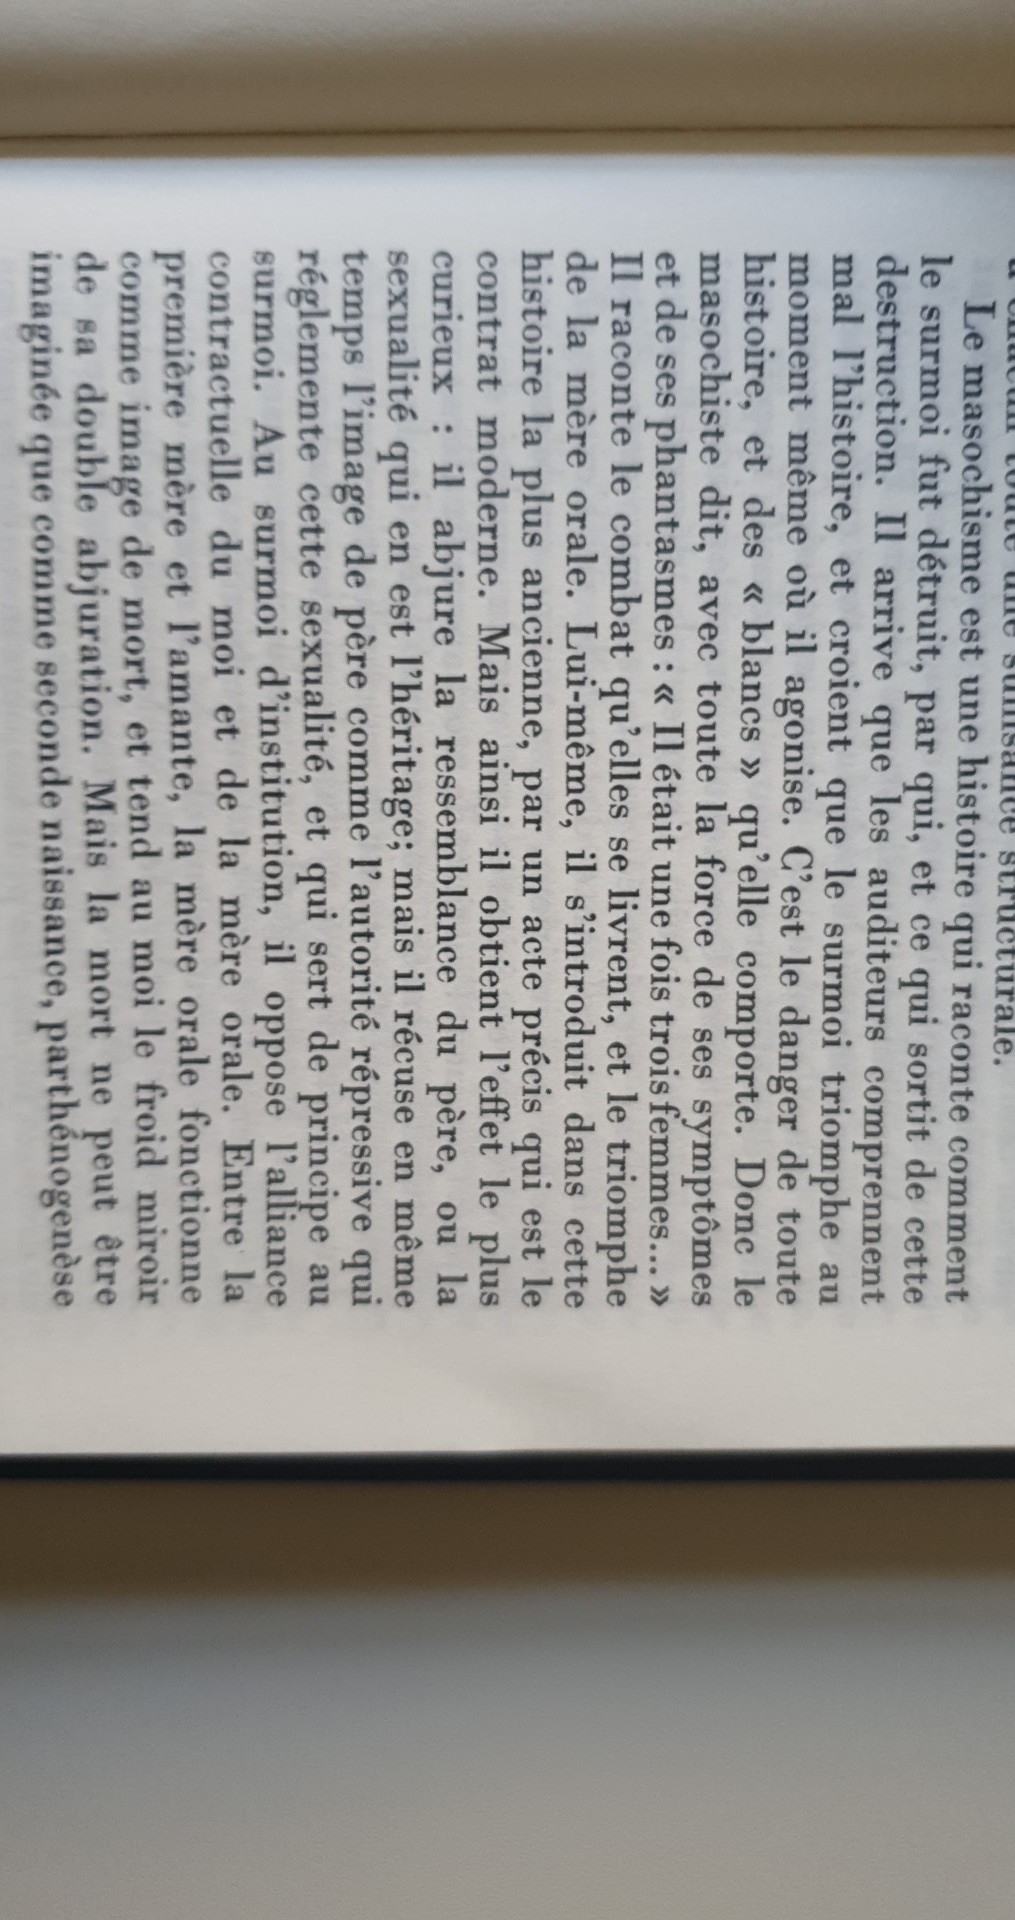 toute une suffisance structurale.
Le masochisme est une histoire qui raconte comment
le surmoi fut détruit, par qui, et ce qui sortit de cette
destruction. Il arrive que les auditeurs comprennent
mal l'histoire, et croient que le surmoi triomphe au
moment même où il agonise. C'est le danger de toute
histoire, et des « blancs » qu'elle comporte. Donc le
masochiste dit, avec toute la force de ses symptômes
et de ses phantasmes : « Il était une fois trois femmes... »
Il raconte le combat qu'elles se livrent, et le triomphe
de la mère orale. Lui-même, il s'introduit dans cette
histoire la plus ancienne, par un acte précis qui est le
contrat moderne. Mais ainsi il obtient l'effet le plus
curieux : il abjure la ressemblance du père, ou la
sexualité qui en est l'héritage; mais il récuse en même
temps l'image de père comme l'autorité répressive qui
réglemente cette sexualité, et qui sert de principe au
surmoi. Au surmoi d'institution, il oppose l'alliance
contractuelle du moi et de la mère orale. Entre la
première mère et l'amante, la mère orale fonctionne
comme image de mort, et tend au moi le froid miroir
de sa double abjuration. Mais la mort ne peut être
imaginée que comme seconde naissance, parthénogenèse